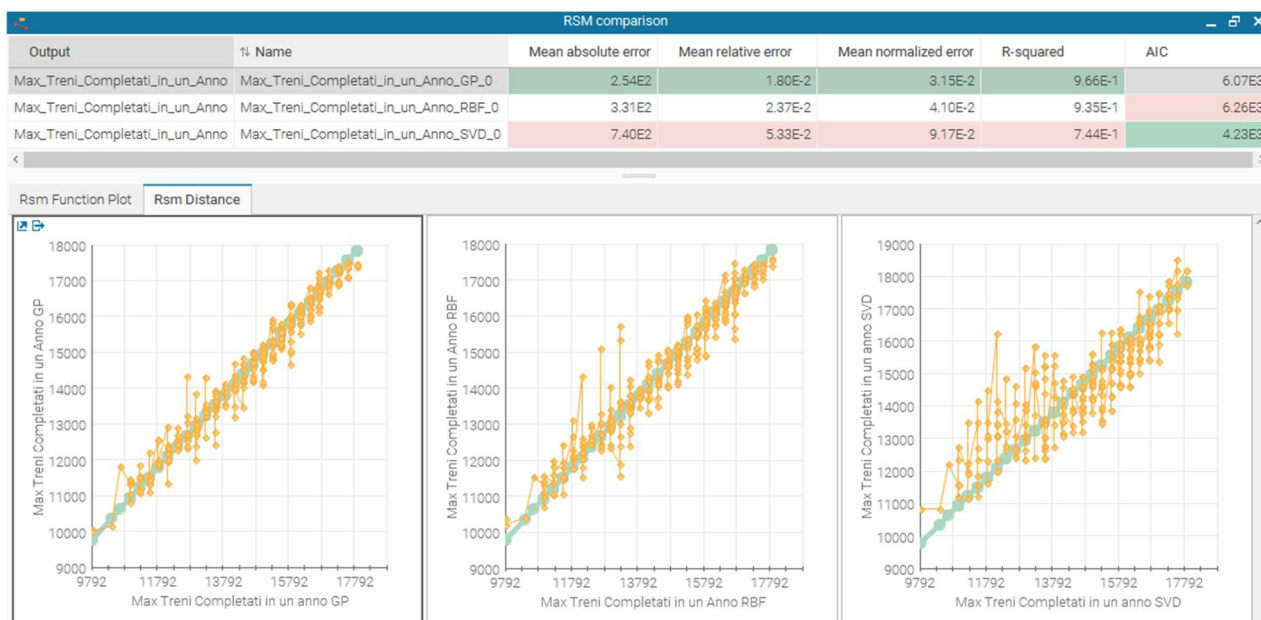 RSM comparison
Output Name Mean absolute error Mean relative error Mean normalized error R-squared AIC
Max_Treni_Completati_in_un_Anno Max_Treni_Completati_in_un_Anno_GP_0 2.54E2 1.80E-2 3.15E-2 9.66E-1 6.07E3
Max_Treni_Completati_in_un_Anno Max_Treni_Completati_in_un_Anno_RBF_0 3.31E2 2.37E-2 4.10E-2 9.35E-1 6.26E3
Max_Treni_Completati_in_un_Anno Max_Treni_Completati_in_un_Anno_SVD_0 7.40E2 5.33E-2 9.17E-2 7.44E-1 4.23E3
Rsm Function Plot Rsm Distance
Max Treni Completati in un Anno GP
18000
17000
16000
15000
14000
13000
12000
11000
10000
9000
9792 11792 13792 15792 17792
Max Treni Completati in un anno GP
Max Treni Completati in un Anno RBF
18000
17000
16000
15000
14000
13000
12000
11000
10000
9000
9792 11792 13792 15792 17792
Max Treni Completati in un Anno RBF
Max Treni Completati in un anno SVD
19000
18000
17000
16000
15000
14000
13000
12000
11000
10000
9000
9792 11792 13792 15792 17792
Max Treni Completati in un anno SVD